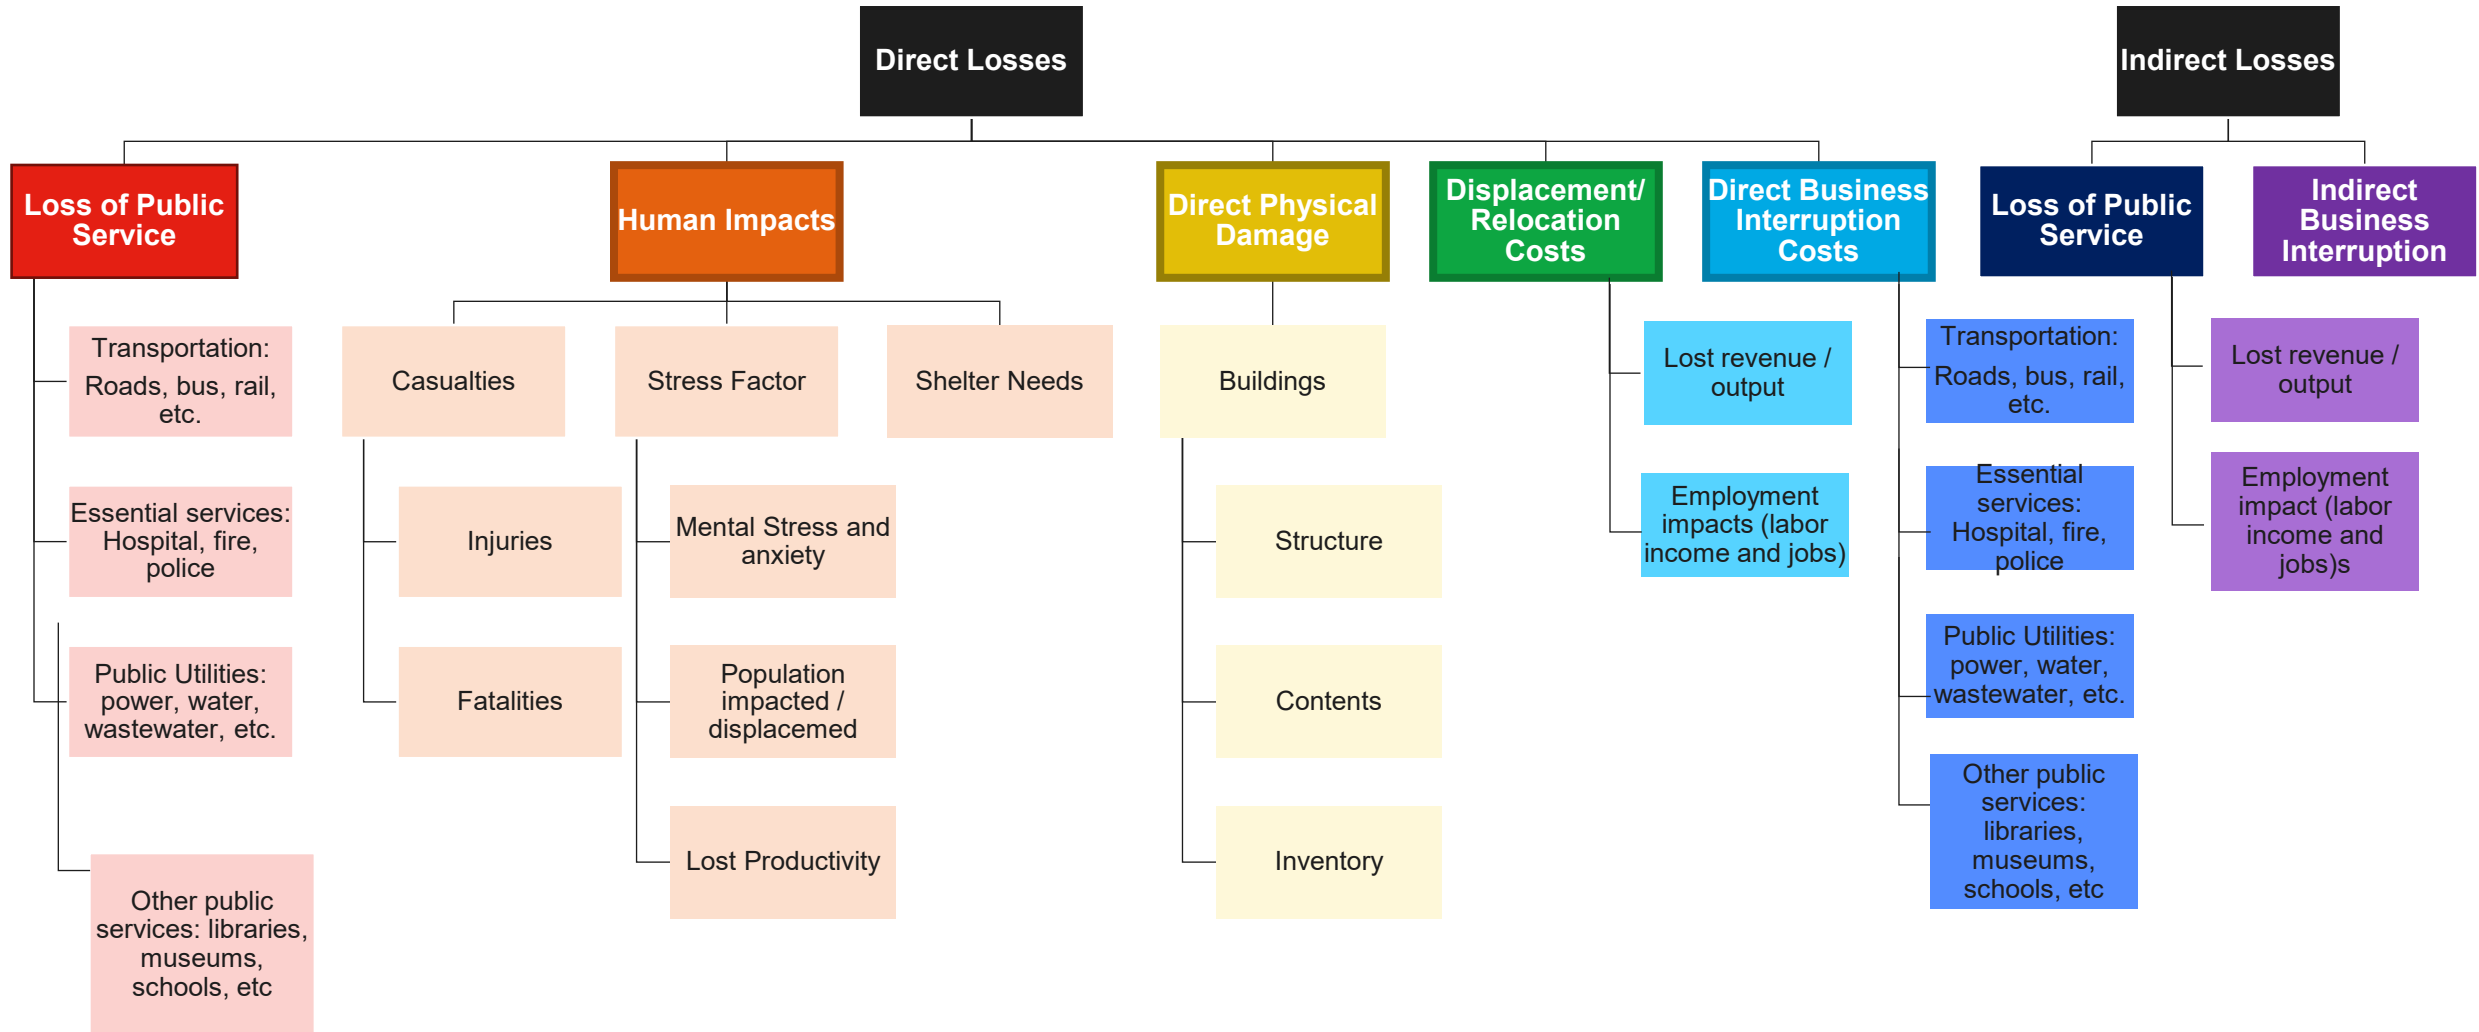 Direct Losses
Indirect Losses
Loss of Public
Service
Human Impacts
Direct Physical
Damage
Displacement/
Relocation
Costs
Direct Business
Interruption
Costs
Loss of Public
Service
Indirect
Business
Interruption
Transportation:
Roads, bus, rail,
etc.
Essential services:
Hospital, fire,
police
Public Utilities:
power, water,
wastewater, etc.
Other public
services: libraries,
museums,
schools, etc
Casualties
Injuries
Fatalities
Stress Factor
Mental Stress and
anxiety
Population
impacted /
displacemed
Lost Productivity
Shelter Needs
Buildings
Structure
Contents
Inventory
Lost revenue /
output
Employment
impacts (labor
income and jobs)
Transportation:
Roads, bus, rail,
etc.
Essential
services:
Hospital, fire,
police
Public Utilities:
power, water,
wastewater, etc.
Other public
services:
libraries,
museums,
schools, etc
Lost revenue /
output
Employment
impact (labor
income and
jobs)s